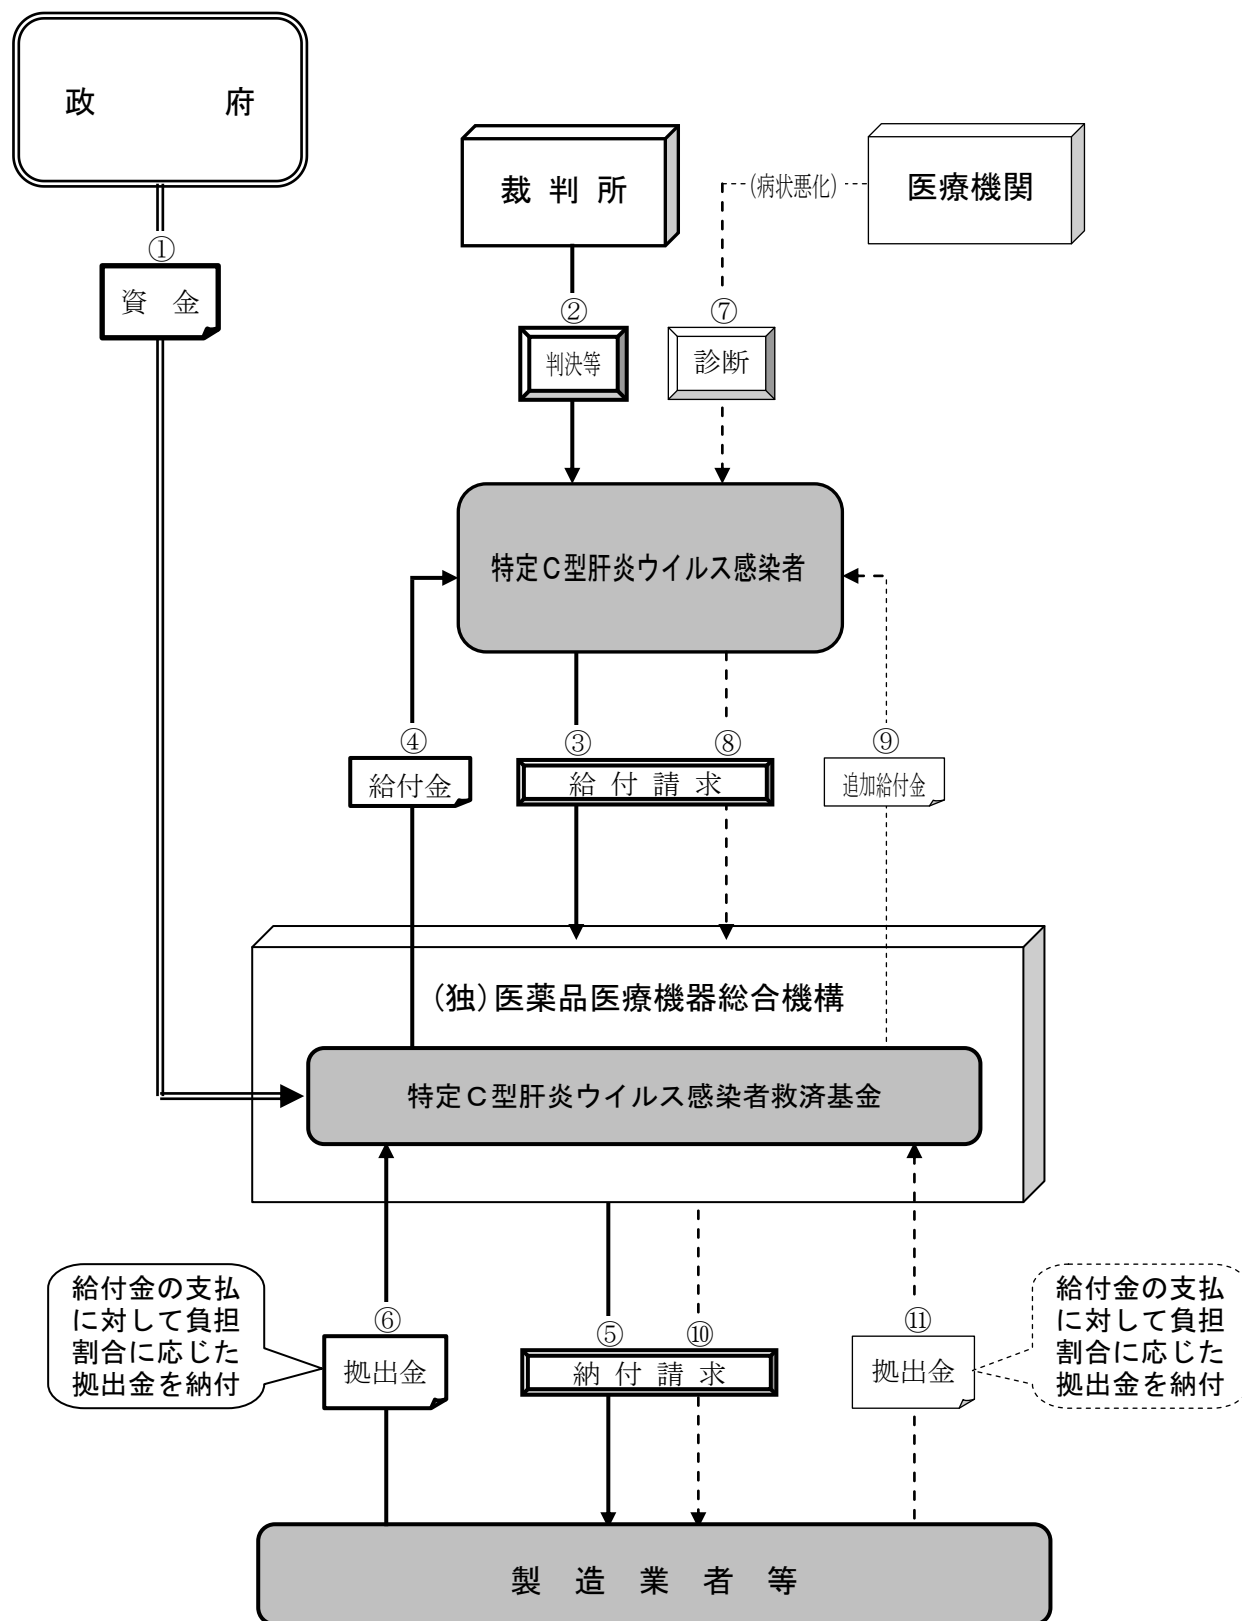 政府
①
資金
裁判所
(病状悪化)
医療機関
②
判決等
⑦
診断
特定C型肝炎ウイルス感染者
④
給付金
③
⑧
給付請求
⑨
追加給付金
(独)医薬品医療機器総合機構
特定C型肝炎ウイルス感染者救済基金
給付金の支払
に対して負担
割合に応じた
拠出金を納付
⑥
拠出金
⑤
⑩
納付請求
⑪
拠出金
給付金の支払
に対して負担
割合に応じた
拠出金を納付
製造業者等